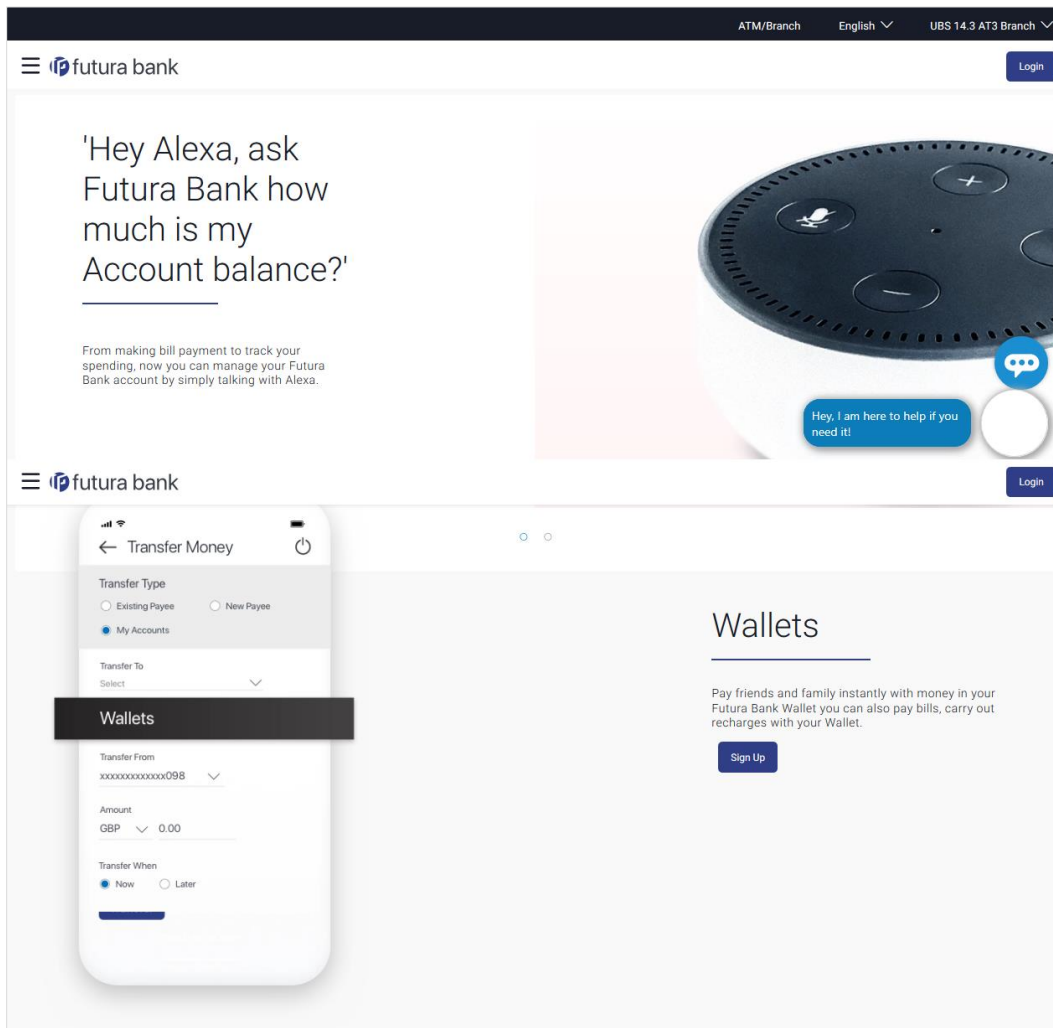 ATM/Branch English UBS 14.3 AT3 Branch
futura bank Login
'Hey Alexa, ask
Futura Bank how
much is my
Account balance?'
From making bill payment to track your
spending, now you can manage your Futura
Bank account by simply talking with Alexa.
Hey, I am here to help if you
need it!
futura bank Login
Transfer Money
Transfer Type
Existing Payee New Payee
My Accounts
Transfer To
Select
Wallets
Transfer From
xxxxxxxxxxxxx098
Amount
GBP 0.00
Transfer When
Now Later
Wallets
Pay friends and family instantly with money in your
Futura Bank Wallet you can also pay bills, carry out
recharges with your Wallet.
Sign Up